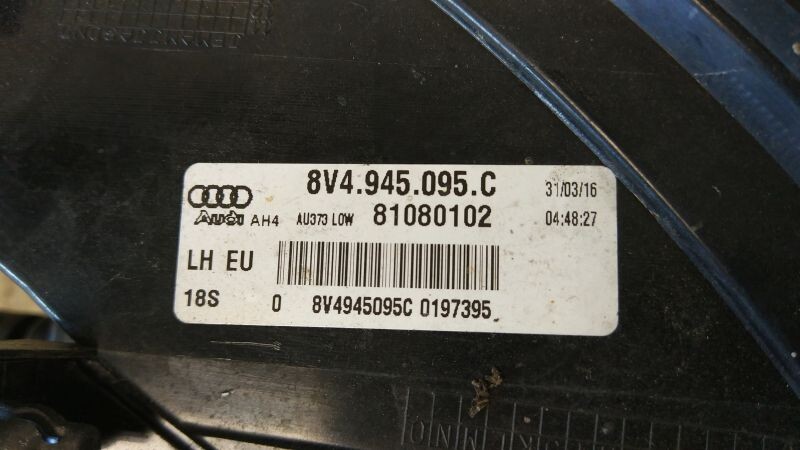 8V4.945.095.C 31/03/16
Audi AH4 AU373 LOW 81080102 04:48:27
LH EU
18S 0 8V4945095C 0197395
O N M L K